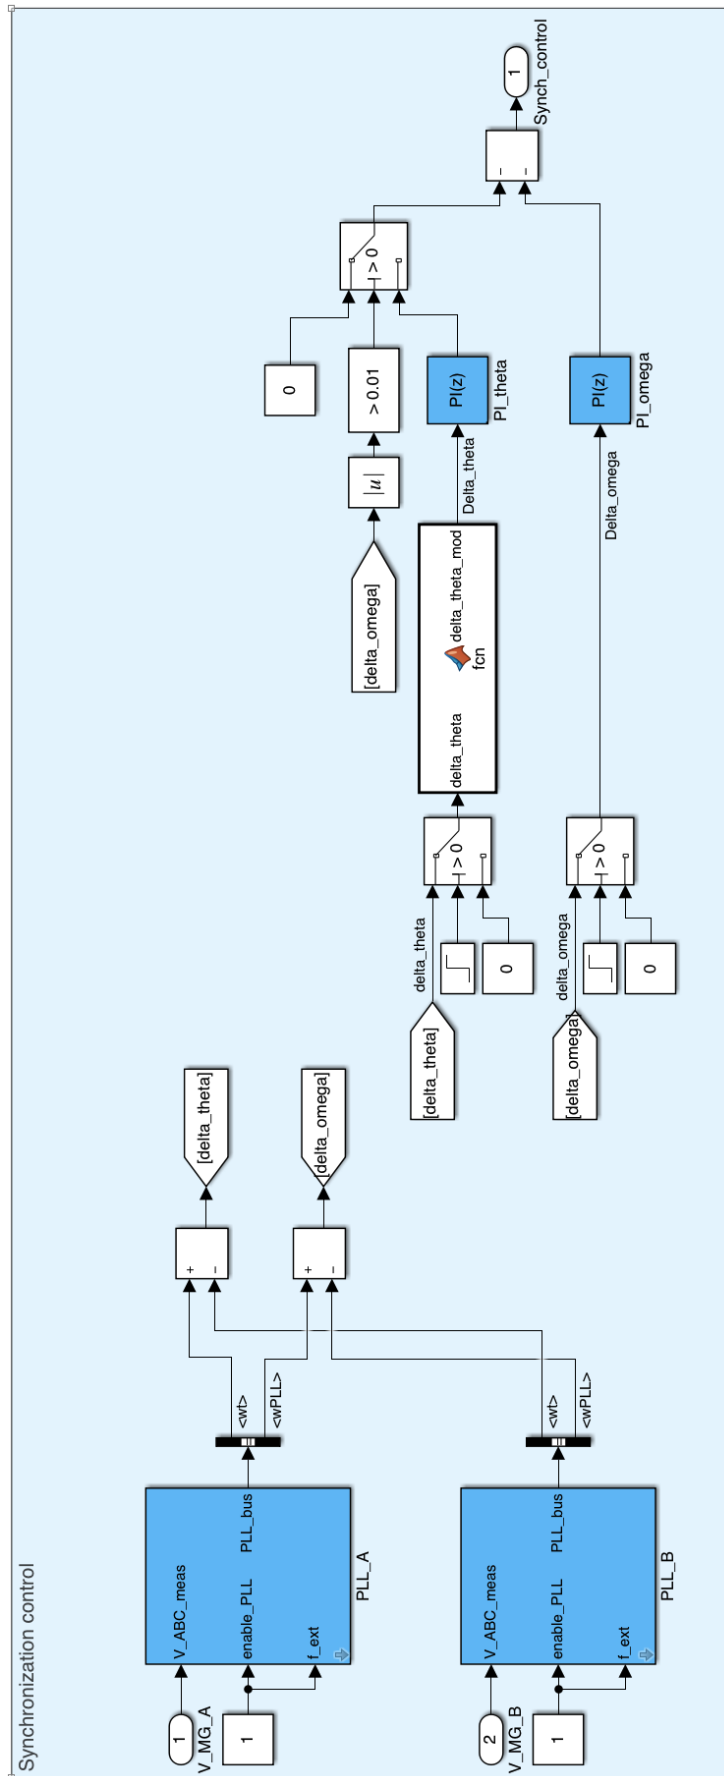 Synchronization control
1
V_MG_A
1
V_ABC_meas
enable_PLL
f_ext
PLL_bus
PLL_A
<wt>
<wPLL>
2
V_MG_B
1
V_ABC_meas
enable_PLL
f_ext
PLL_bus
PLL_B
<wt>
<wPLL>
+
−
[delta_theta]
+
−
[delta_omega]
[delta_theta]
delta_theta
0
> 0
delta_theta
fcn
delta_theta_mod
Delta_theta
PI(z)
PI_theta
[delta_omega]
|u|
> 0.01
0
> 0
[delta_omega]
delta_omega
0
> 0
Delta_omega
PI(z)
PI_omega
−
−
1
Synch_control